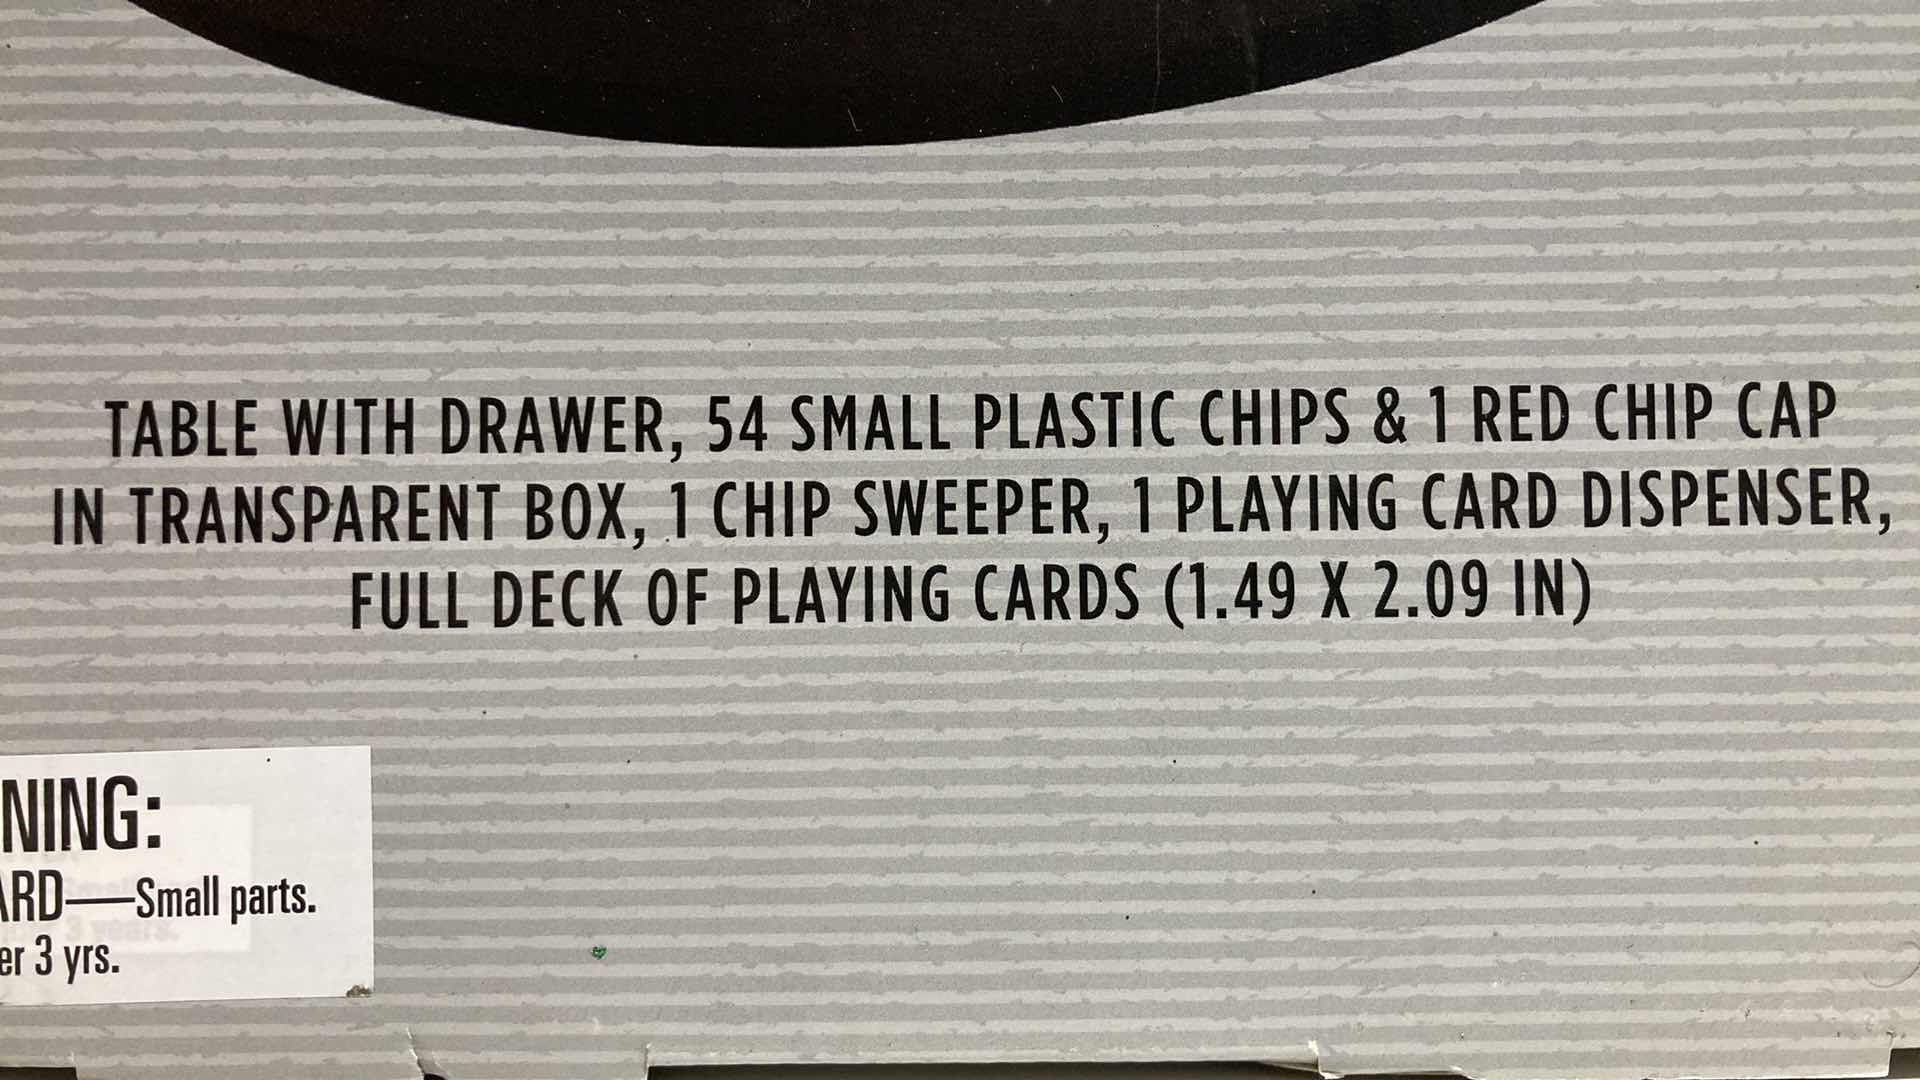 TABLE WITH DRAWER, 54 SMALL PLASTIC CHIPS & 1 RED CHIP CAP
IN TRANSPARENT BOX, 1 CHIP SWEEPER, 1 PLAYING CARD DISPENSER,
FULL DECK OF PLAYING CARDS (1.49 X 2.09 IN)
NING:
ARD—Small parts.
er 3 yrs.